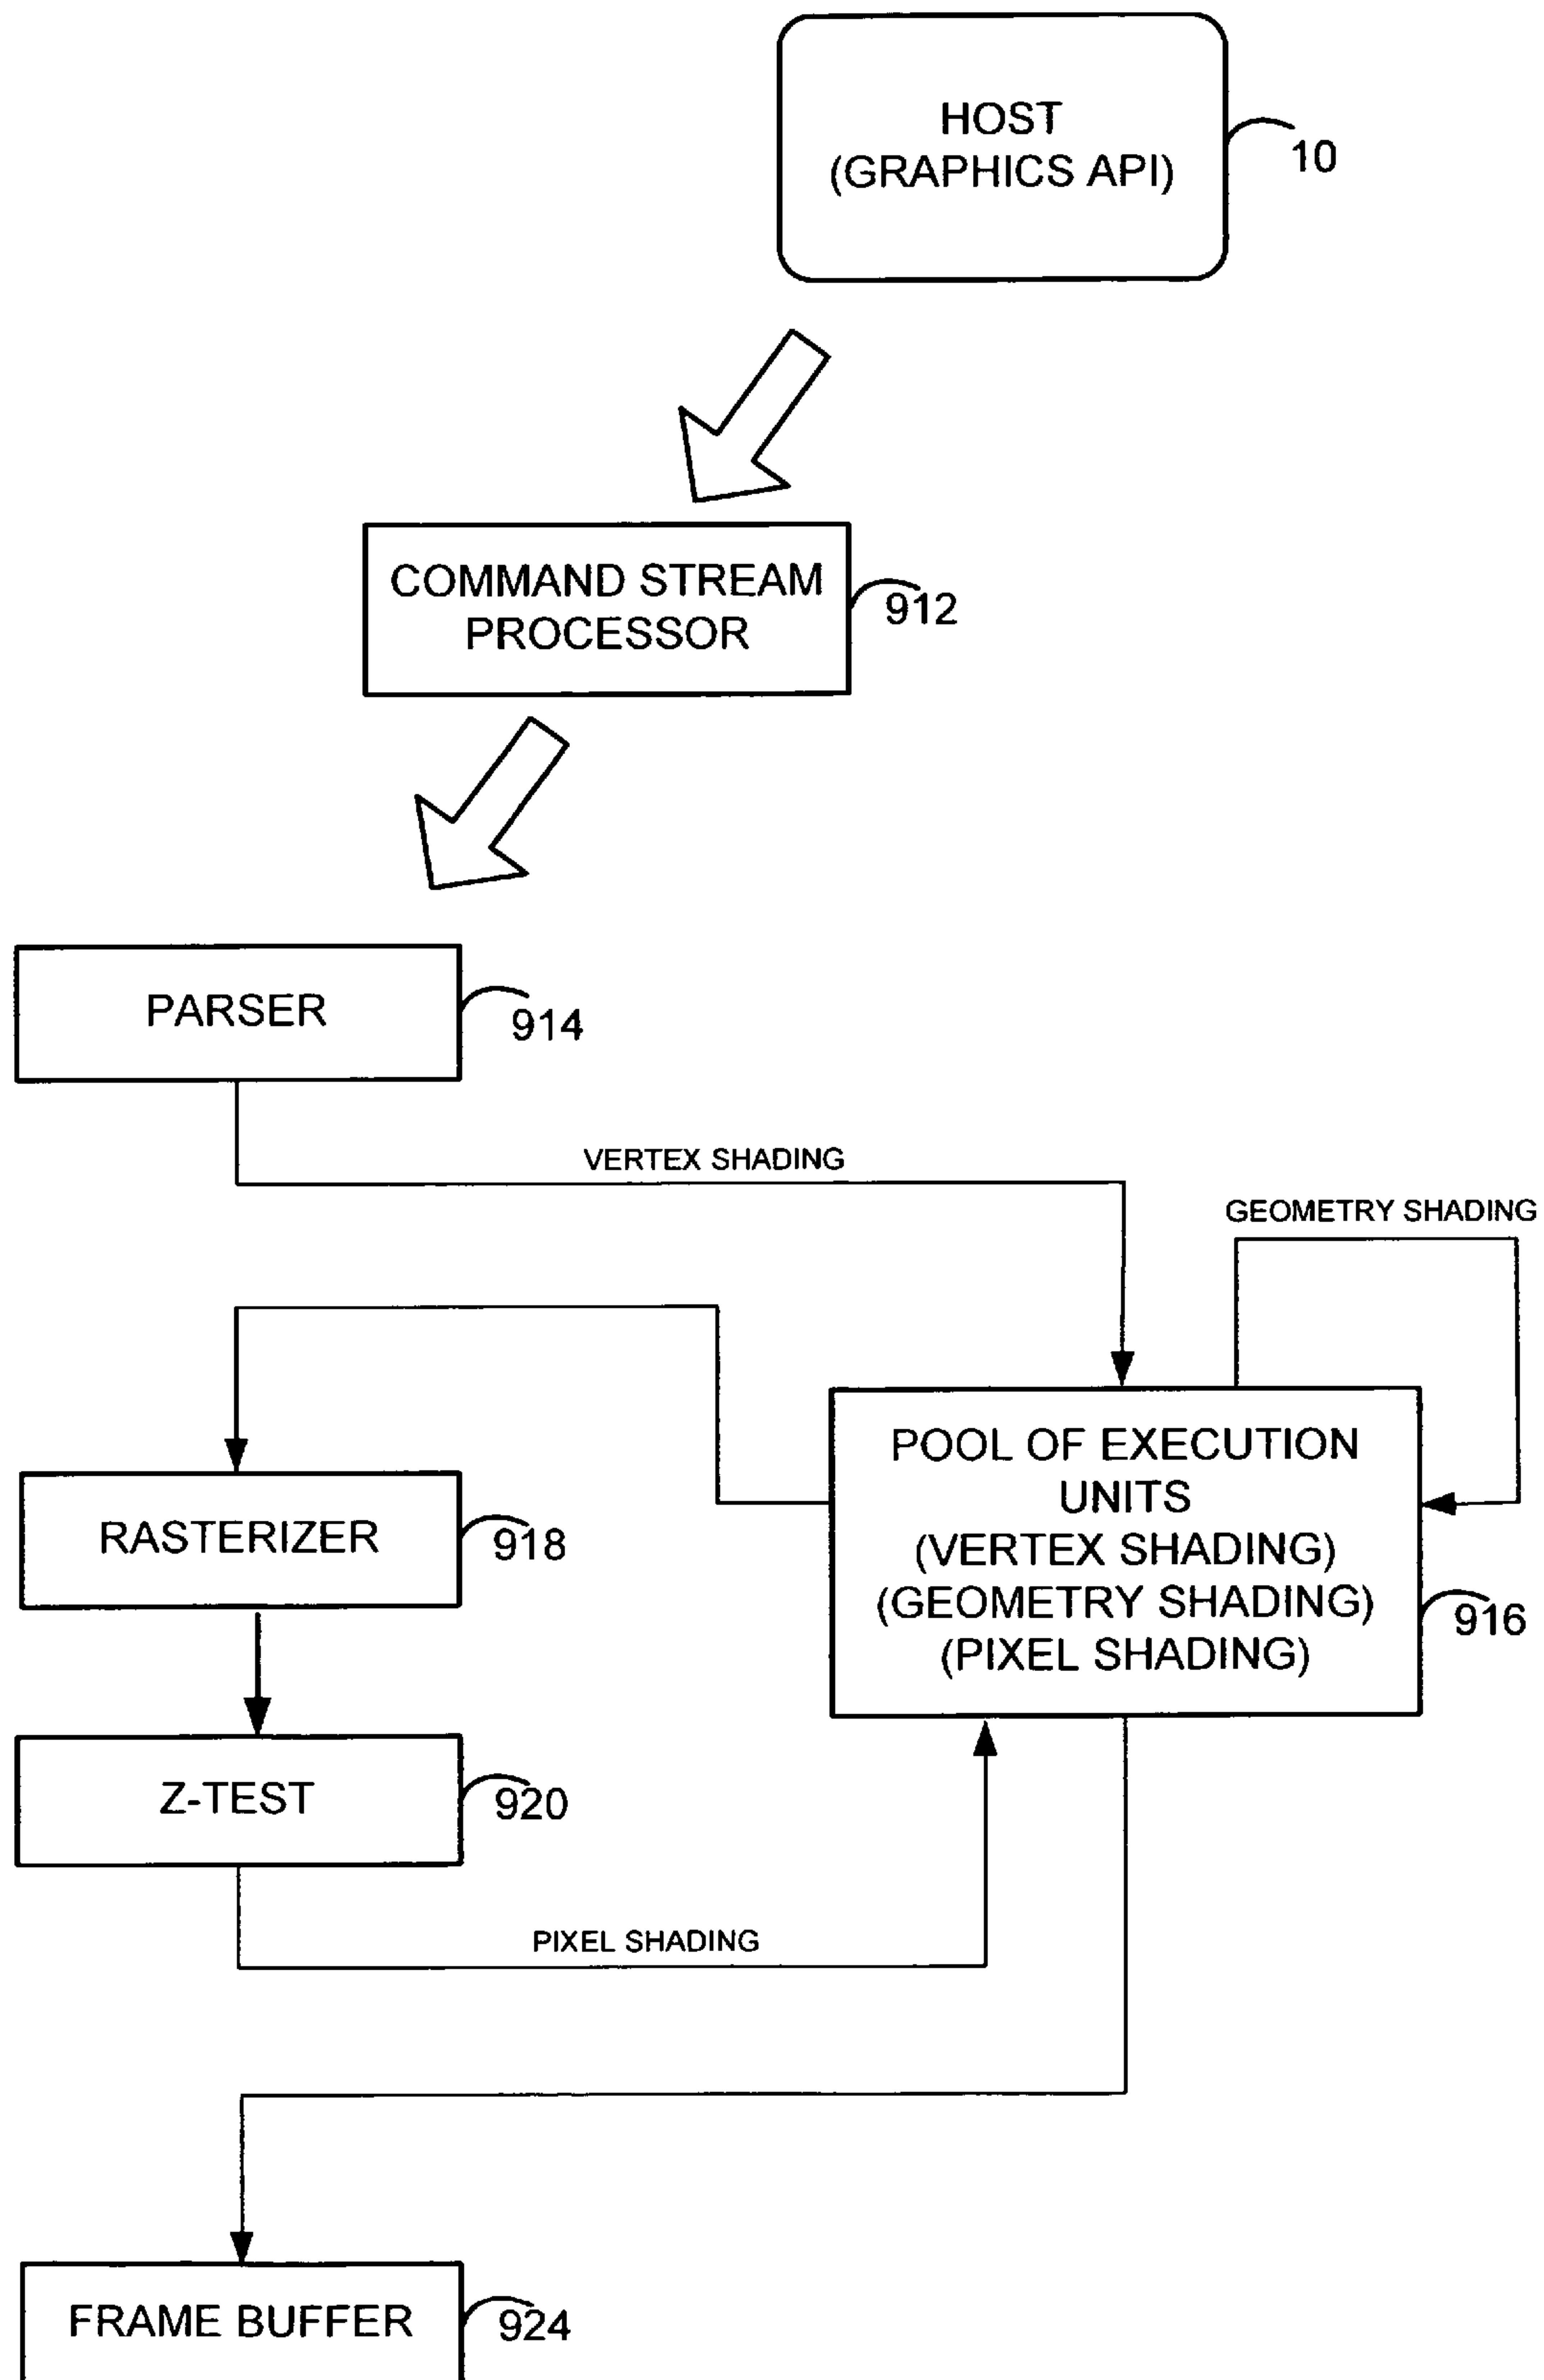 HOST
(GRAPHICS API)
10
COMMAND STREAM
PROCESSOR
912
PARSER
914
VERTEX SHADING
GEOMETRY SHADING
POOL OF EXECUTION
UNITS
(VERTEX SHADING)
(GEOMETRY SHADING)
(PIXEL SHADING)
916
RASTERIZER
918
Z-TEST
920
PIXEL SHADING
FRAME BUFFER
924